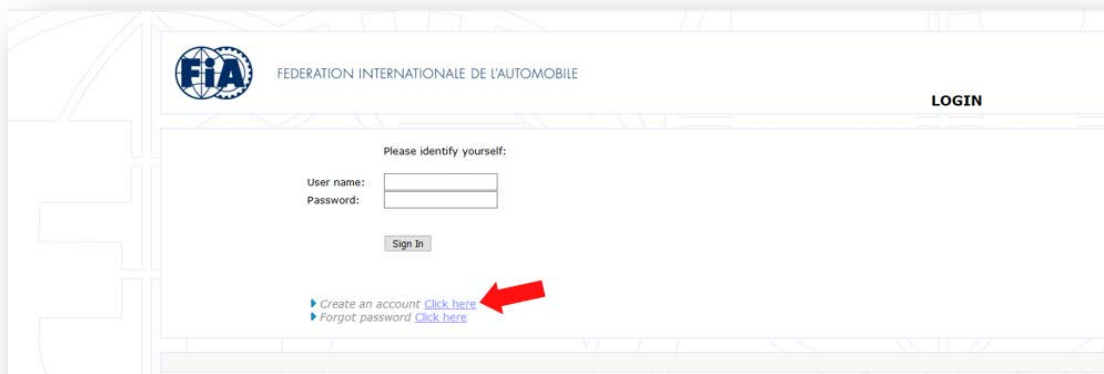 FiA
FEDERATION INTERNATIONALE DE L'AUTOMOBILE
LOGIN
Please identify yourself:
User name:
Password:
Sign In
Create an account Click here
Forgot password Click here